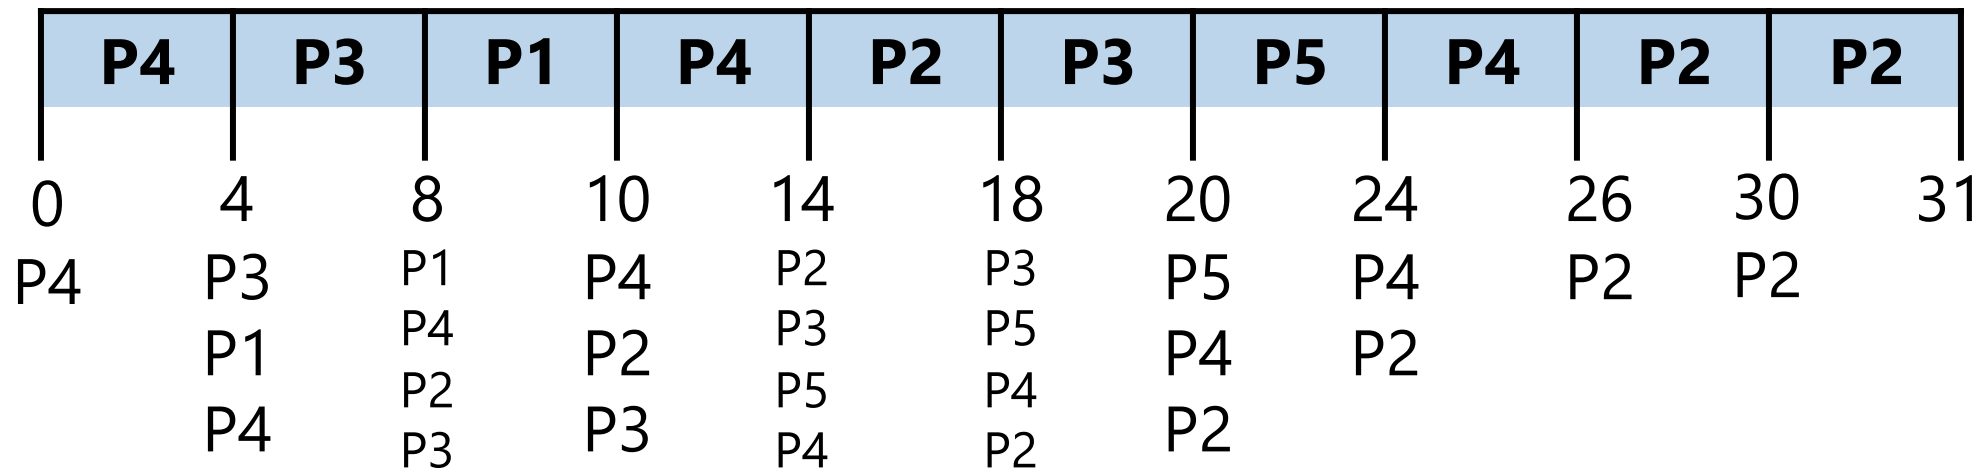 P4 P3 P1 P4 P2 P3 P5 P4 P2 P2
0 4 8 10 14 18 20 24 26 30 31
P4 P3 P1 P4 P2 P3 P5 P4 P2 P2
P1 P4 P2 P3 P5 P4 P2
P4 P2 P3 P5 P4 P2
P3 P4 P2